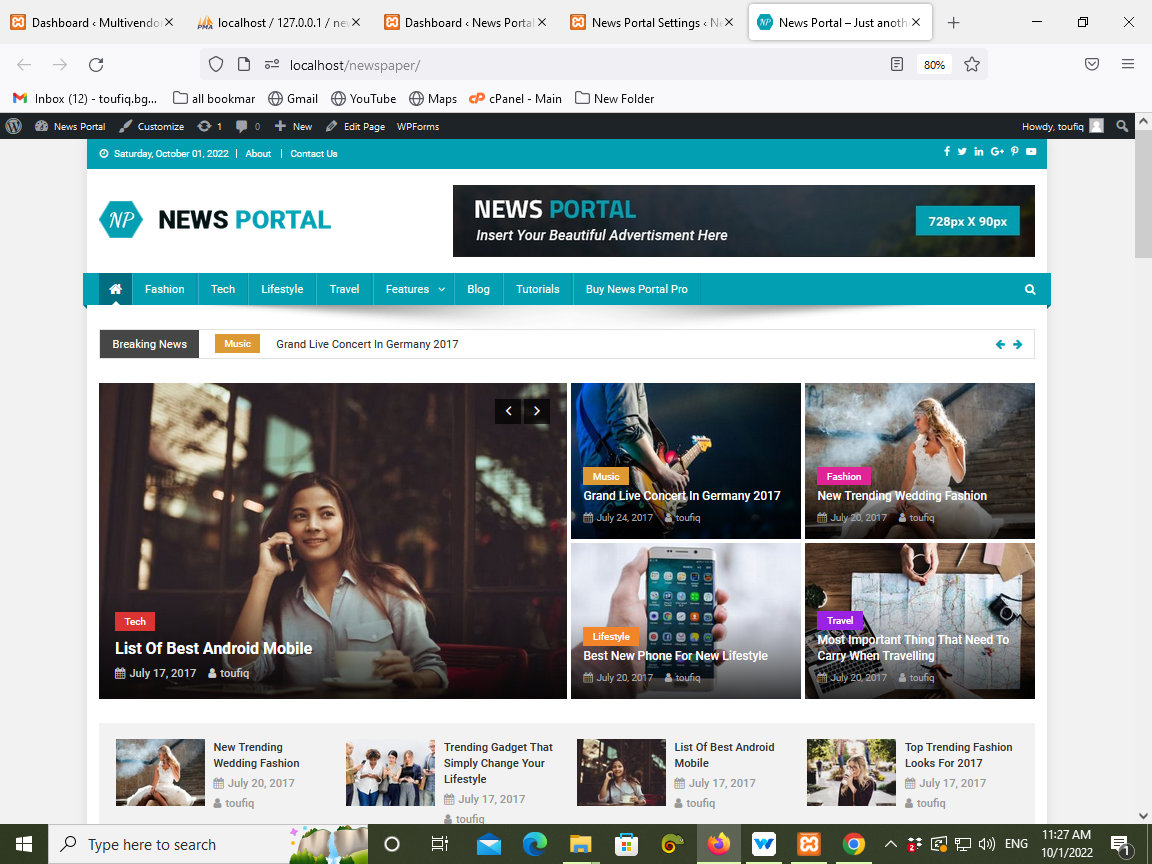 Dashboard ‹ Multivendo
localhost / 127.0.0.1 / ne
Dashboard ‹ News Portal
News Portal Settings ‹ Ne
News Portal – Just anoth
localhost/newspaper/
80%
Inbox (12) - toufiq.bg...
all bookmar
Gmail
YouTube
Maps
cPanel - Main
New Folder
News Portal
Customize
1
0
New
Edit Page
WPForms
Howdy, toufiq
Saturday, October 01, 2022
About
Contact Us
NP
NEWS PORTAL
NEWS PORTAL
Insert Your Beautiful Advertisment Here
728px X 90px
Fashion
Tech
Lifestyle
Travel
Features
Blog
Tutorials
Buy News Portal Pro
Breaking News
Music
Grand Live Concert In Germany 2017
Tech
List Of Best Android Mobile
July 17, 2017
toufiq
Music
Grand Live Concert In Germany 2017
July 24, 2017
toufiq
Fashion
New Trending Wedding Fashion
July 20, 2017
toufiq
Lifestyle
Best New Phone For New Lifestyle
July 20, 2017
toufiq
Travel
Most Important Thing That Need To
Carry When Travelling
July 20, 2017
toufiq
New Trending
Wedding Fashion
July 20, 2017
toufiq
Trending Gadget That
Simply Change Your
Lifestyle
July 17, 2017
toufiq
List Of Best Android
Mobile
July 17, 2017
toufiq
Top Trending Fashion
Looks For 2017
July 17, 2017
toufiq
Type here to search
ENG
11:27 AM
10/1/2022
1